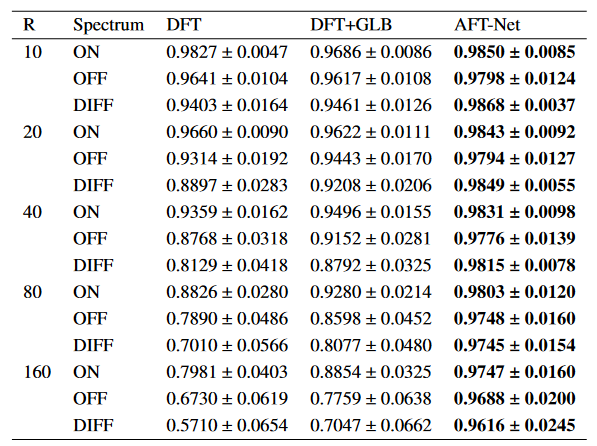 R Spectrum DFT DFT+GLB AFT-Net
10 ON 0.9827 ± 0.0047 0.9686 ± 0.0086 0.9850 ± 0.0085
OFF 0.9641 ± 0.0104 0.9617 ± 0.0108 0.9798 ± 0.0124
DIFF 0.9403 ± 0.0164 0.9461 ± 0.0126 0.9868 ± 0.0037
20 ON 0.9660 ± 0.0090 0.9622 ± 0.0111 0.9843 ± 0.0092
OFF 0.9314 ± 0.0192 0.9443 ± 0.0170 0.9794 ± 0.0127
DIFF 0.8897 ± 0.0283 0.9208 ± 0.0206 0.9849 ± 0.0055
40 ON 0.9359 ± 0.0162 0.9496 ± 0.0155 0.9831 ± 0.0098
OFF 0.8768 ± 0.0318 0.9152 ± 0.0281 0.9776 ± 0.0139
DIFF 0.8129 ± 0.0418 0.8792 ± 0.0325 0.9815 ± 0.0078
80 ON 0.8826 ± 0.0280 0.9280 ± 0.0214 0.9803 ± 0.0120
OFF 0.7890 ± 0.0486 0.8598 ± 0.0452 0.9748 ± 0.0160
DIFF 0.7010 ± 0.0566 0.8077 ± 0.0480 0.9745 ± 0.0154
160 ON 0.7981 ± 0.0403 0.8854 ± 0.0325 0.9747 ± 0.0160
OFF 0.6730 ± 0.0619 0.7759 ± 0.0638 0.9688 ± 0.0200
DIFF 0.5710 ± 0.0654 0.7047 ± 0.0662 0.9616 ± 0.0245